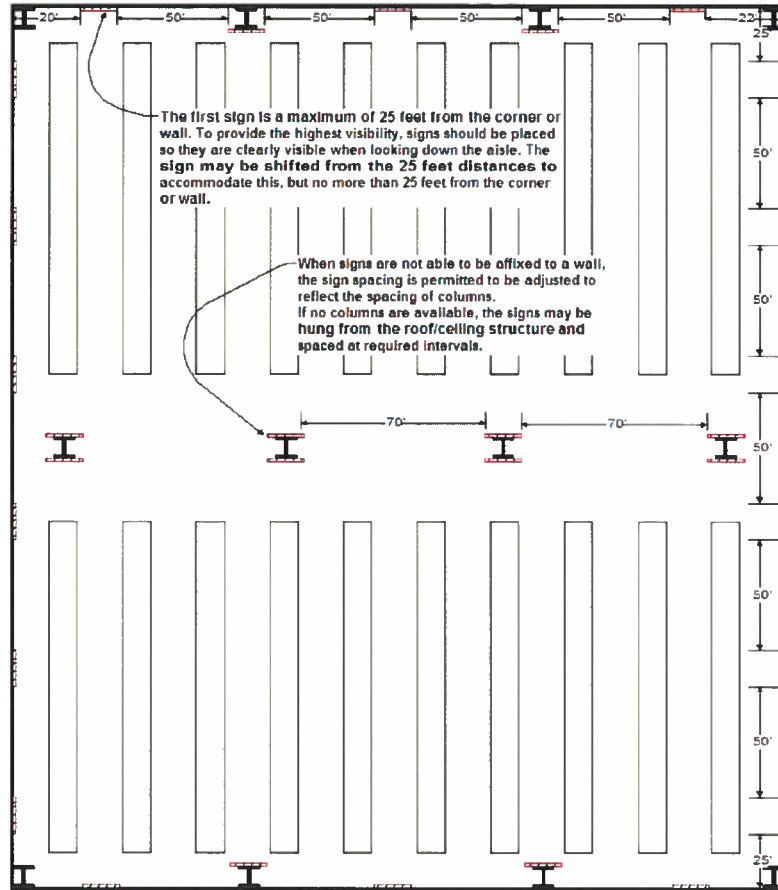 20' 50' 50' 50' 50' 22'
25'
The first sign is a maximum of 25 feet from the corner or
wall. To provide the highest visibility, signs should be placed
so they are clearly visible when looking down the aisle. The
sign may be shifted from the 25 feet distances to
accommodate this, but no more than 25 feet from the corner
or wall.
50'
When signs are not able to be affixed to a wall,
the sign spacing is permitted to be adjusted to
reflect the spacing of columns.
If no columns are available, the signs may be
hung from the roof/ceiling structure and
spaced at required intervals.
50'
70' 70'
50'
50'
50'
25'